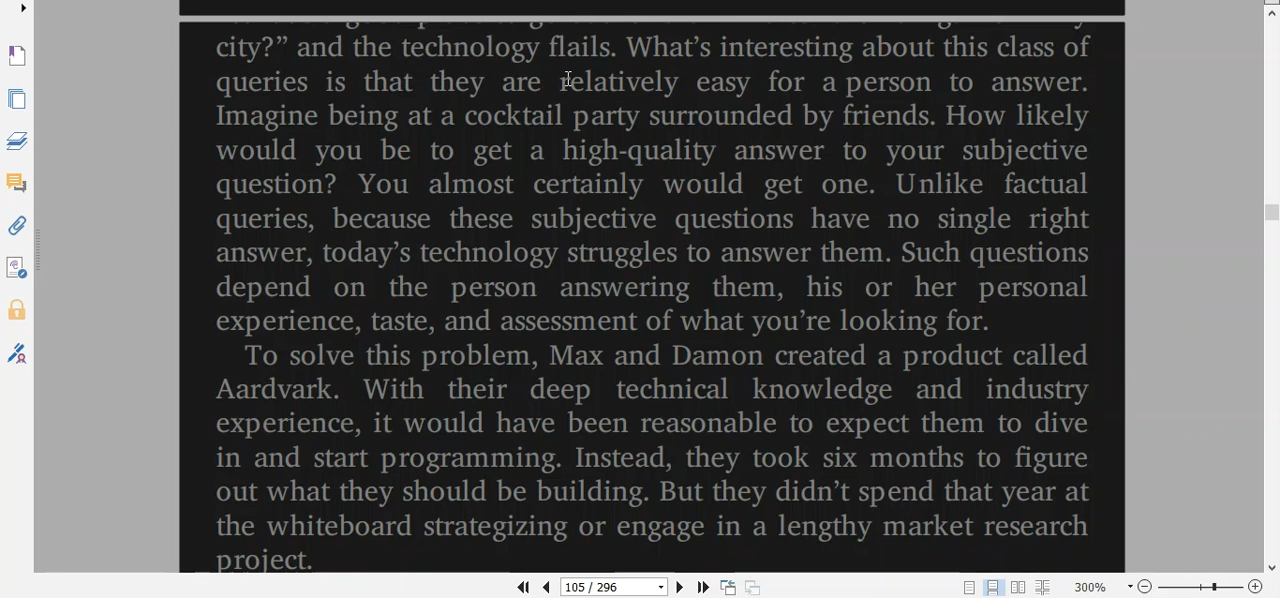 city?” and the technology flails. What’s interesting about this class of
queries is that they are relatively easy for a person to answer.
Imagine being at a cocktail party surrounded by friends. How likely
would you be to get a high-quality answer to your subjective
question? You almost certainly would get one. Unlike factual
queries, because these subjective questions have no single right
answer, today’s technology struggles to answer them. Such questions
depend on the person answering them, his or her personal
experience, taste, and assessment of what you’re looking for.
To solve this problem, Max and Damon created a product called
Aardvark. With their deep technical knowledge and industry
experience, it would have been reasonable to expect them to dive
in and start programming. Instead, they took six months to figure
out what they should be building. But they didn’t spend that year at
the whiteboard strategizing or engage in a lengthy market research
project.
105 / 296
300%